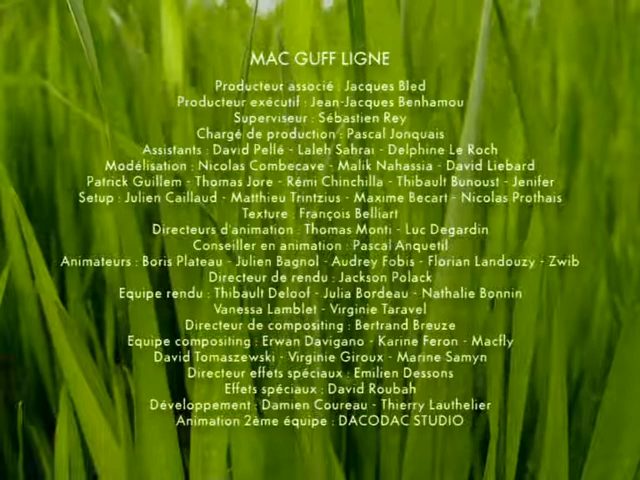 MAC GUFF LIGNE
Producteur associé : Jacques Bled
Producteur exécutif : Jean-Jacques Benhamou
Superviseur : Sébastien Rey
Chargé de production : Pascal Jonquais
Assistants : David Pellé - Laleh Sahrai - Delphine Le Roch
Modélisation : Nicolas Combecave - Malik Nahassia - David Liebard
Patrick Guillem - Thomas Jore - Rémi Chinchilla - Thibault Bunoust - Jenifer
Setup : Julien Caillaud - Matthieu Trintzius - Maxime Becart - Nicolas Prothais
Texture : François Belliart
Directeurs d'animation : Thomas Monti - Luc Degardin
Conseiller en animation : Pascal Anquetil
Animateurs : Boris Plateau - Julien Bagnol - Audrey Fobis - Florian Landouzy - Zwib
Directeur de rendu : Jackson Polack
Equipe rendu : Thibault Deloof - Julia Bordeau - Nathalie Bonnin
Vanessa Lamblet - Virginie Taravel
Directeur de compositing : Bertrand Breuze
Equipe compositing : Erwan Davigano - Karine Feron - Macfly
David Tomaszewski - Virginie Giroux - Marine Samyn
Directeur effets spéciaux : Emilien Dessons
Effets spéciaux : David Roubah
Développement : Damien Coureau - Thierry Lauthelier
Animation 2ème équipe : DACODAC STUDIO